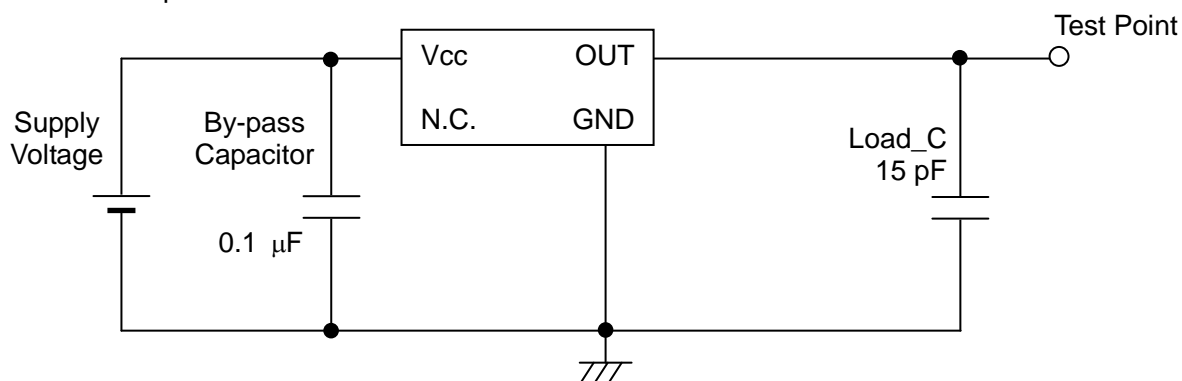 Test Point
Vcc OUT
N.C. GND
Supply
Voltage
By-pass
Capacitor
0.1 μF
Load_C
15 pF